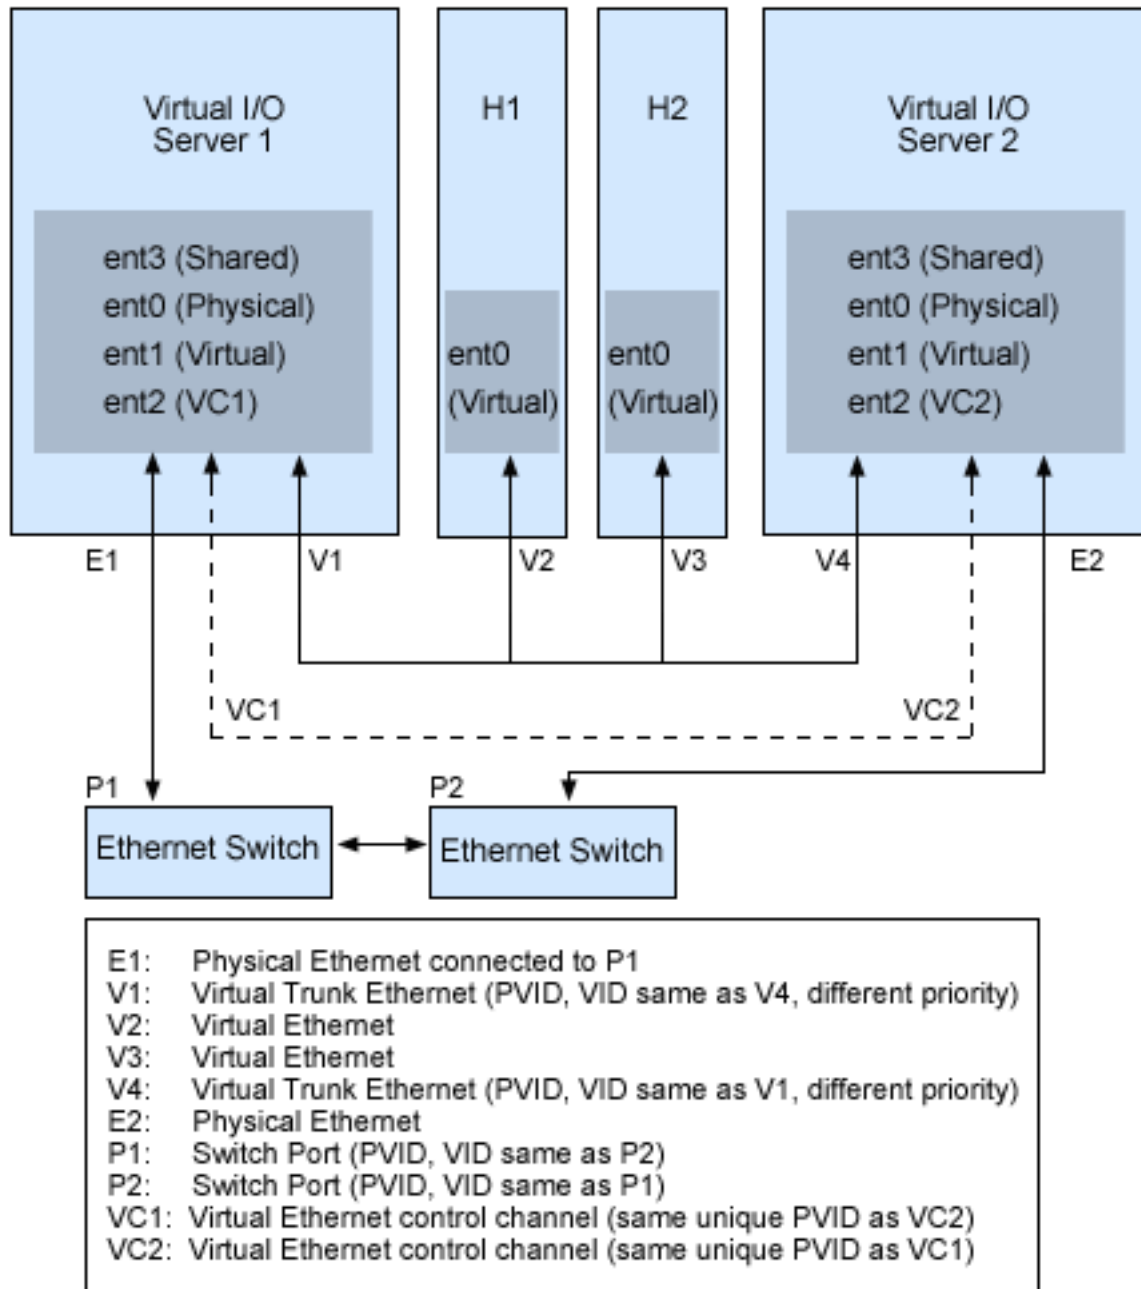 Virtual I/O
Server 1
H1
H2
Virtual I/O
Server 2
ent3 (Shared)
ent0 (Physical)
ent1 (Virtual)
ent2 (VC1)
ent0
(Virtual)
ent0
(Virtual)
ent3 (Shared)
ent0 (Physical)
ent1 (Virtual)
ent2 (VC2)
E1
V1
V2
V3
V4
E2
VC1
VC2
P1
P2
Ethernet Switch
Ethernet Switch
E1: Physical Ethernet connected to P1
V1: Virtual Trunk Ethernet (PVID, VID same as V4, different priority)
V2: Virtual Ethernet
V3: Virtual Ethernet
V4: Virtual Trunk Ethernet (PVID, VID same as V1, different priority)
E2: Physical Ethernet
P1: Switch Port (PVID, VID same as P2)
P2: Switch Port (PVID, VID same as P1)
VC1: Virtual Ethernet control channel (same unique PVID as VC2)
VC2: Virtual Ethernet control channel (same unique PVID as VC1)